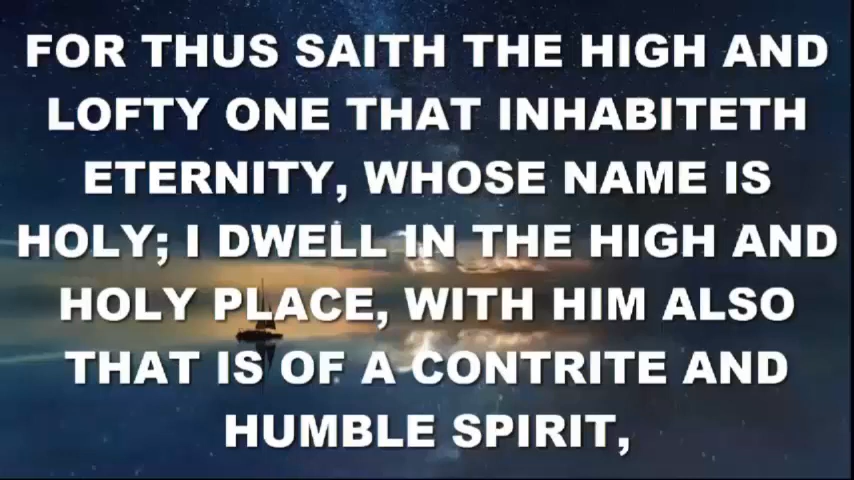 FOR THUS SAITH THE HIGH AND
LOFTY ONE THAT INHABITETH
ETERNITY, WHOSE NAME IS
HOLY; I DWELL IN THE HIGH AND
HOLY PLACE, WITH HIM ALSO
THAT IS OF A CONTRITE AND
HUMBLE SPIRIT,